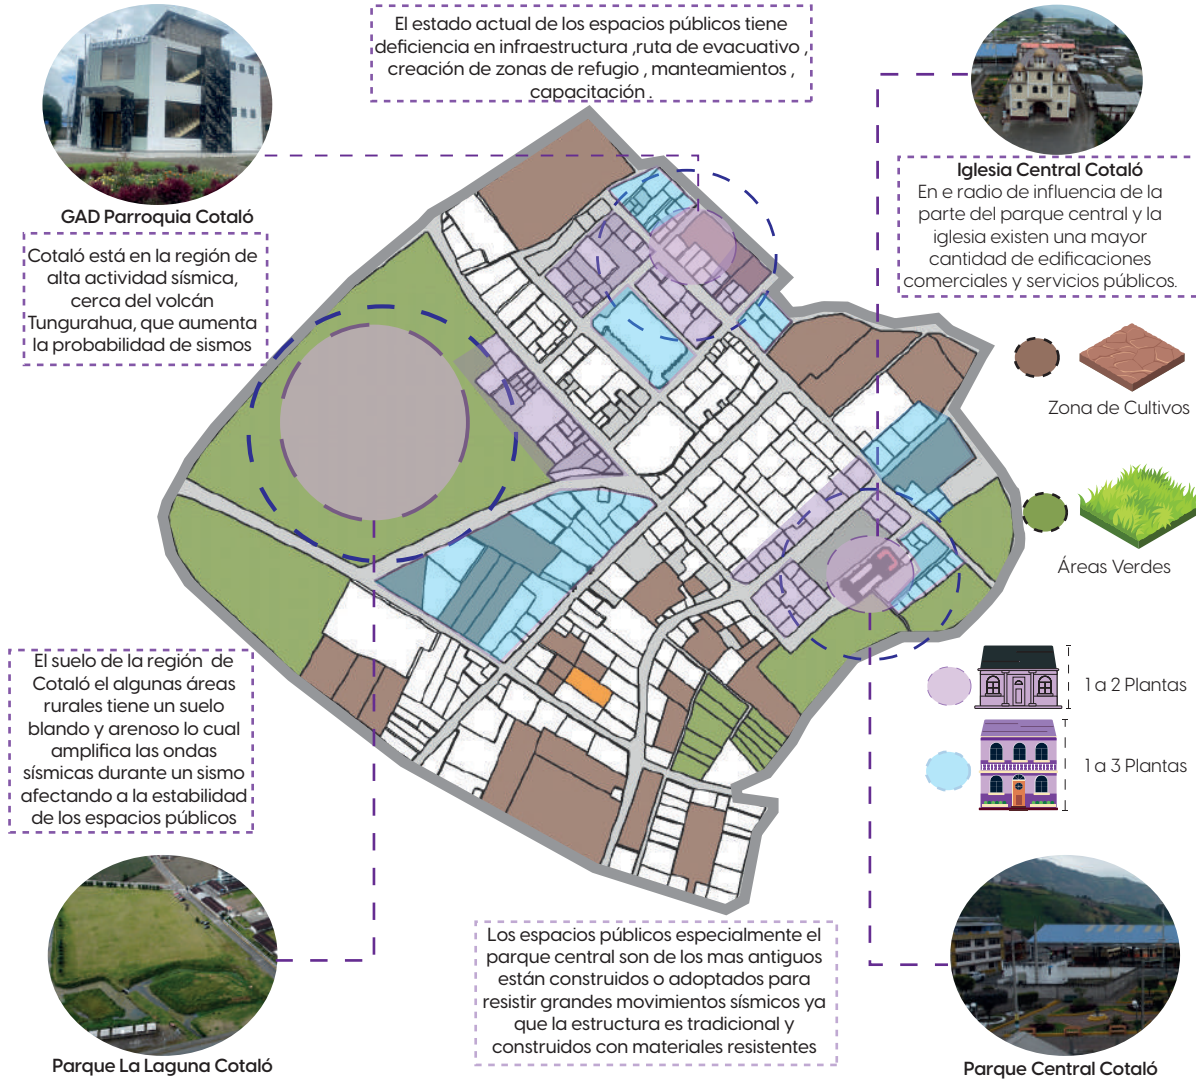 El estado actual de los espacios públicos tiene
deficiencia en infraestructura ,ruta de evacuativo ,
creación de zonas de refugio , manteamientos ,
capacitación .
GAD Parroquia Cotaló
Cotaló está en la región de
alta actividad sísmica,
cerca del volcán
Tungurahua, que aumenta
la probabilidad de sismos
Iglesia Central Cotaló
En e radio de influencia de la
parte del parque central y la
iglesia existen una mayor
cantidad de edificaciones
comerciales y servicios públicos.
Zona de Cultivos
Áreas Verdes
1 a 2 Plantas
1 a 3 Plantas
El suelo de la región de
Cotaló el algunas áreas
rurales tiene un suelo
blando y arenoso lo cual
amplifica las ondas
sísmicas durante un sismo
afectando a la estabilidad
de los espacios públicos
Parque La Laguna Cotaló
Los espacios públicos especialmente el
parque central son de los mas antiguos
están construidos o adoptados para
resistir grandes movimientos sísmicos ya
que la estructura es tradicional y
construidos con materiales resistentes
Parque Central Cotaló